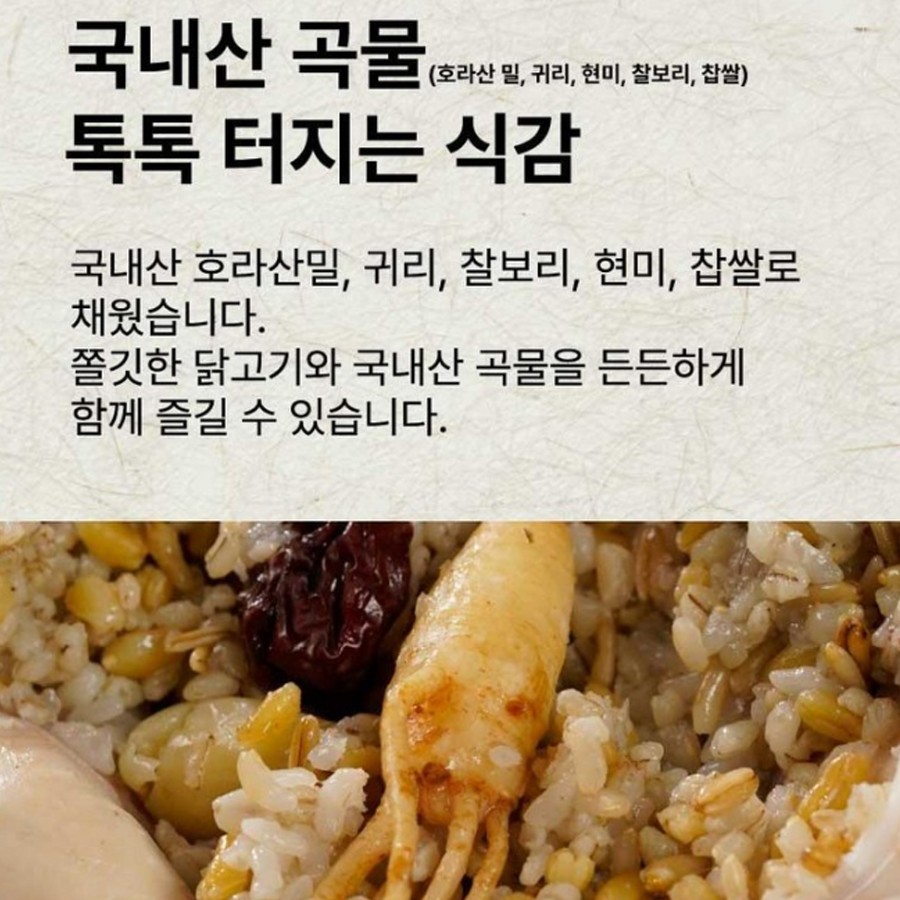 국내산 곡물(호라산 밀, 귀리, 현미, 찰보리, 찹쌀)
톡톡 터지는 식감
국내산 호라산밀, 귀리, 찰보리, 현미, 찹쌀로
채웠습니다.
쫄깃한 닭고기와 국내산 곡물을 든든하게
함께 즐길 수 있습니다.